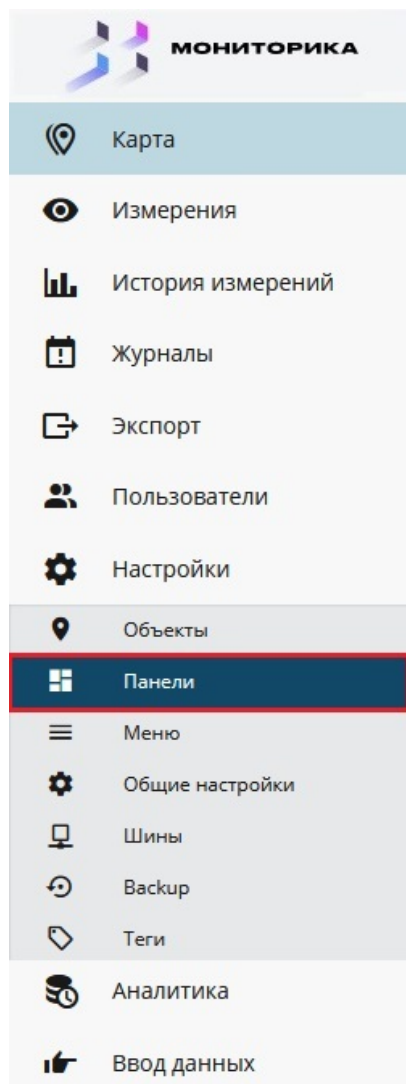 МОНИТОРИКА
Карта
Измерения
История измерений
Журналы
Экспорт
Пользователи
Настройки
Объекты
Панели
Меню
Общие настройки
Шины
Backup
Теги
Аналитика
Ввод данных